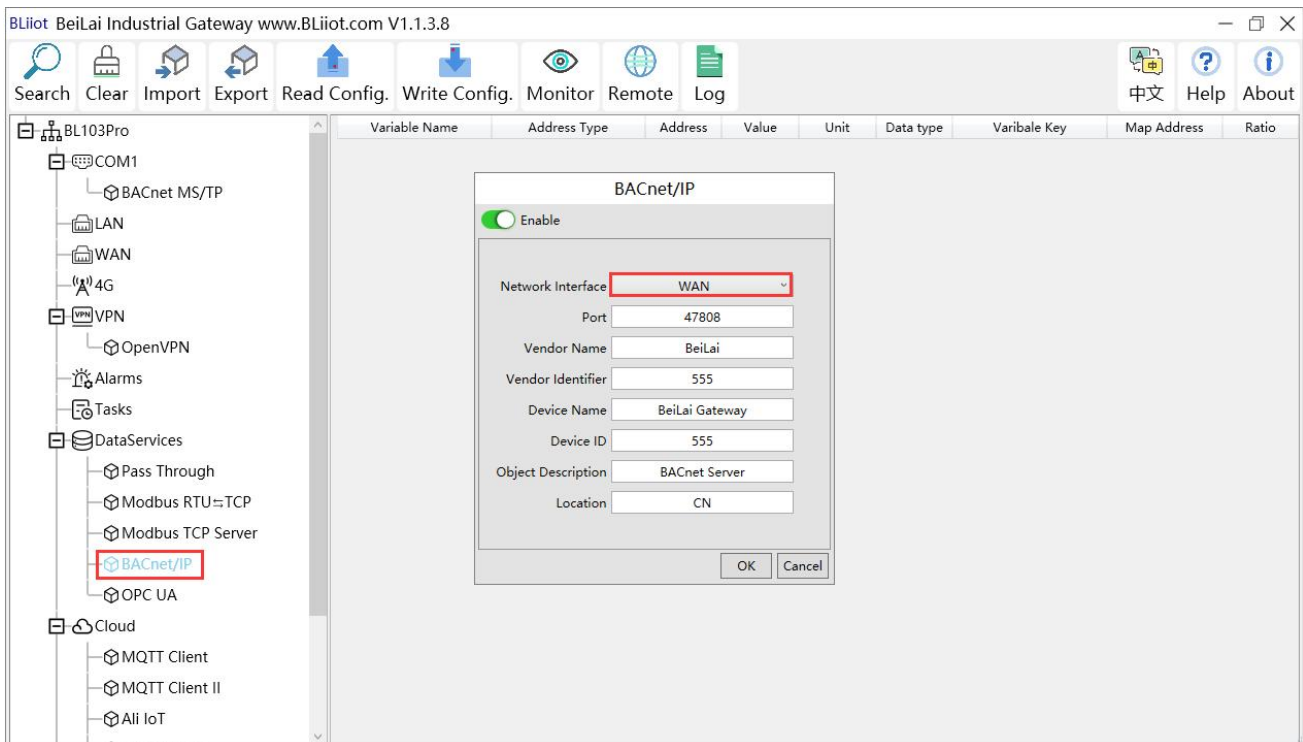 BLiiot BeiLai Industrial Gateway www.BLiiot.com V1.1.3.8
Search Clear Import Export Read Config. Write Config. Monitor Remote Log 中文 Help About
BL103Pro
COM1
BACnet MS/TP
LAN
WAN
4G
VPN
VPN
OpenVPN
Alarms
Tasks
DataServices
Pass Through
Modbus RTU⇆TCP
Modbus TCP Server
BACnet/IP
OPC UA
Cloud
MQTT Client
MQTT Client II
Ali IoT
Variable Name Address Type Address Value Unit Data type Varibale Key Map Address Ratio
BACnet/IP
Enable
Network Interface WAN
Port 47808
Vendor Name BeiLai
Vendor Identifier 555
Device Name BeiLai Gateway
Device ID 555
Object Description BACnet Server
Location CN
OK Cancel